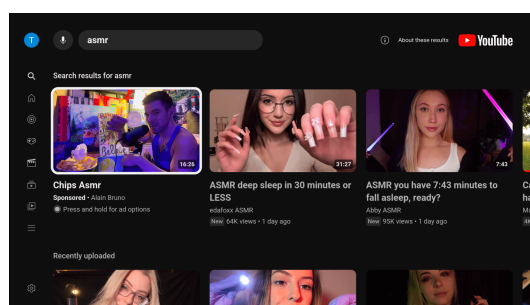 T
asmr
About these results
YouTube
Search results for asmr
16:26
31:27
7:43
Chips Asmr
Sponsored • Alain Bruno
Press and hold for ad options
ASMR deep sleep in 30 minutes or
LESS
edafoxx ASMR
New 64K views • 1 day ago
ASMR you have 7:43 minutes to
fall asleep, ready?
Abby ASMR
New 95K views • 1 day ago
Recently uploaded